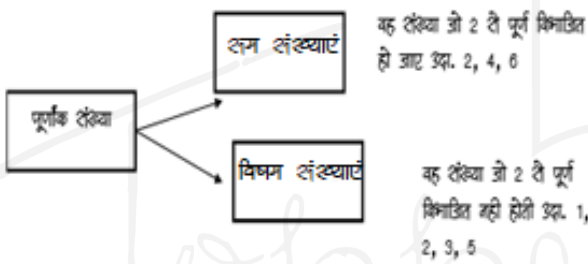 सम संख्याएं
वह संख्या जो 2 से पूर्ण विभाजित
हो जाए उदा. 2, 4, 6
पूर्णांक संख्या
विषम संख्याएं
वह संख्या जो 2 से पूर्ण
विभाजित नही होती उदा. 1,
2, 3, 5